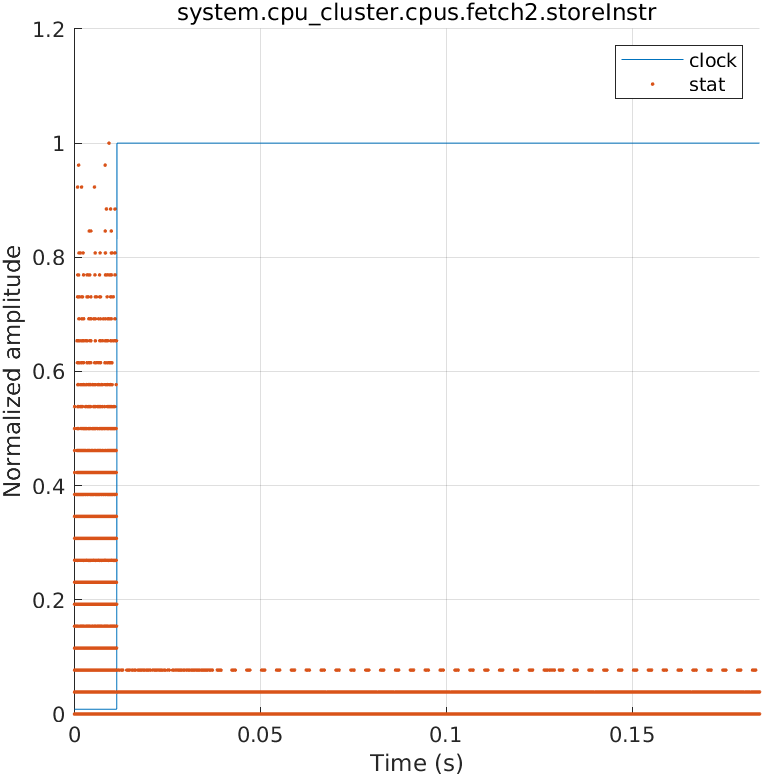 system.cpu_cluster.cpus.fetch2.storeInstr
1.2
clock
stat
1
0.8
0.6
0.4
0.2
0
Normalized amplitude
0 0.05 0.1 0.15
Time (s)